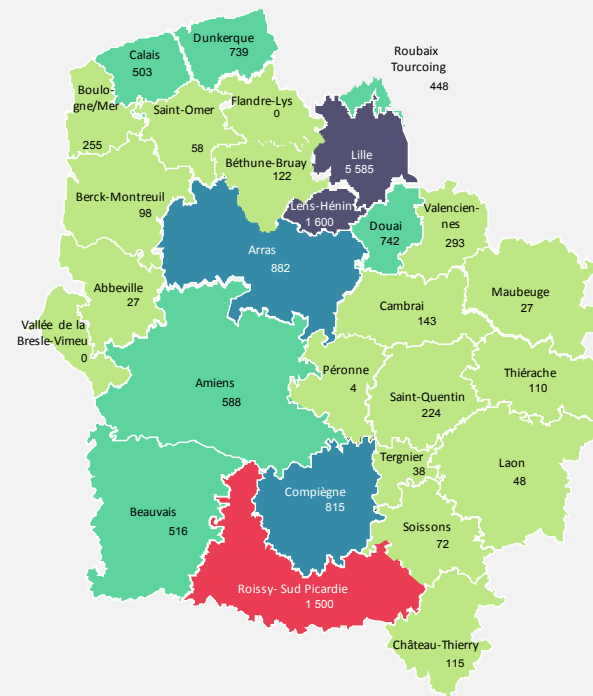 Dunkerque
739
Calais
503
Roubaix
Tourcoing
448
Boulo-
gne/Mer
255
Saint-Omer
58
Flandre-Lys
0
Lille
5 585
Béthune-Bruay
122
Lens-Hénin
1 600
Berck-Montreuil
98
Douai
742
Valencien-
nes
293
Arras
882
Abbeville
27
Maubeuge
27
Cambrai
143
Vallée de la
Bresle-Vimeu
0
Amiens
588
Péronne
4
Saint-Quentin
224
Thiérache
110
Tergnier
38
Laon
48
Compiègne
815
Beauvais
516
Soissons
72
Roissy- Sud Picardie
1 500
Château-Thierry
115